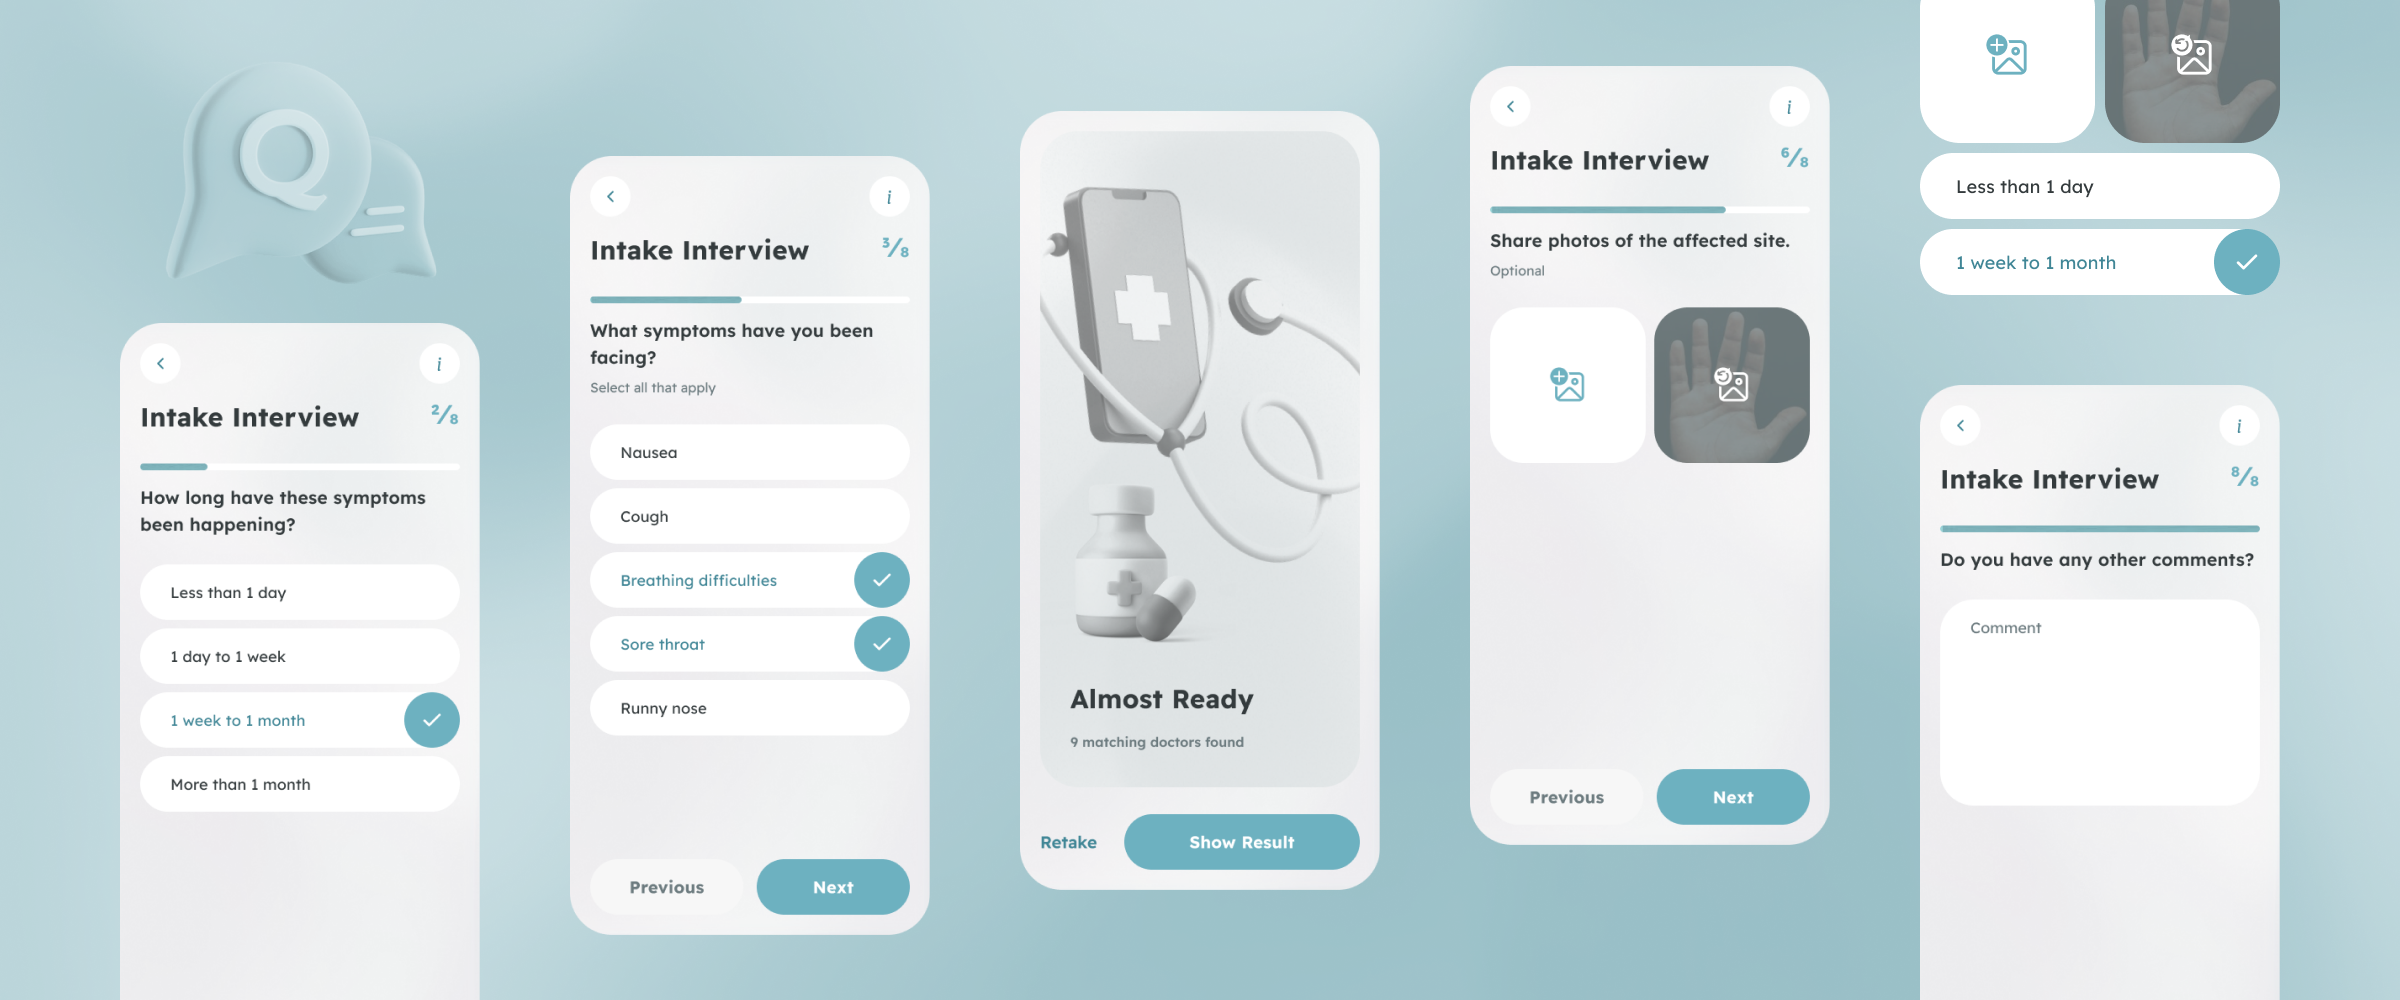 Q
i
Intake Interview
2/8
How long have these symptoms
been happening?
Less than 1 day
1 day to 1 week
1 week to 1 month
More than 1 month
i
Intake Interview
3/8
What symptoms have you been
facing?
Select all that apply
Nausea
Cough
Breathing difficulties
Sore throat
Runny nose
Previous
Next
Almost Ready
9 matching doctors found
Retake
Show Result
i
Intake Interview
6/8
Share photos of the affected site.
Optional
Previous
Next
Less than 1 day
1 week to 1 month
i
Intake Interview
8/8
Do you have any other comments?
Comment